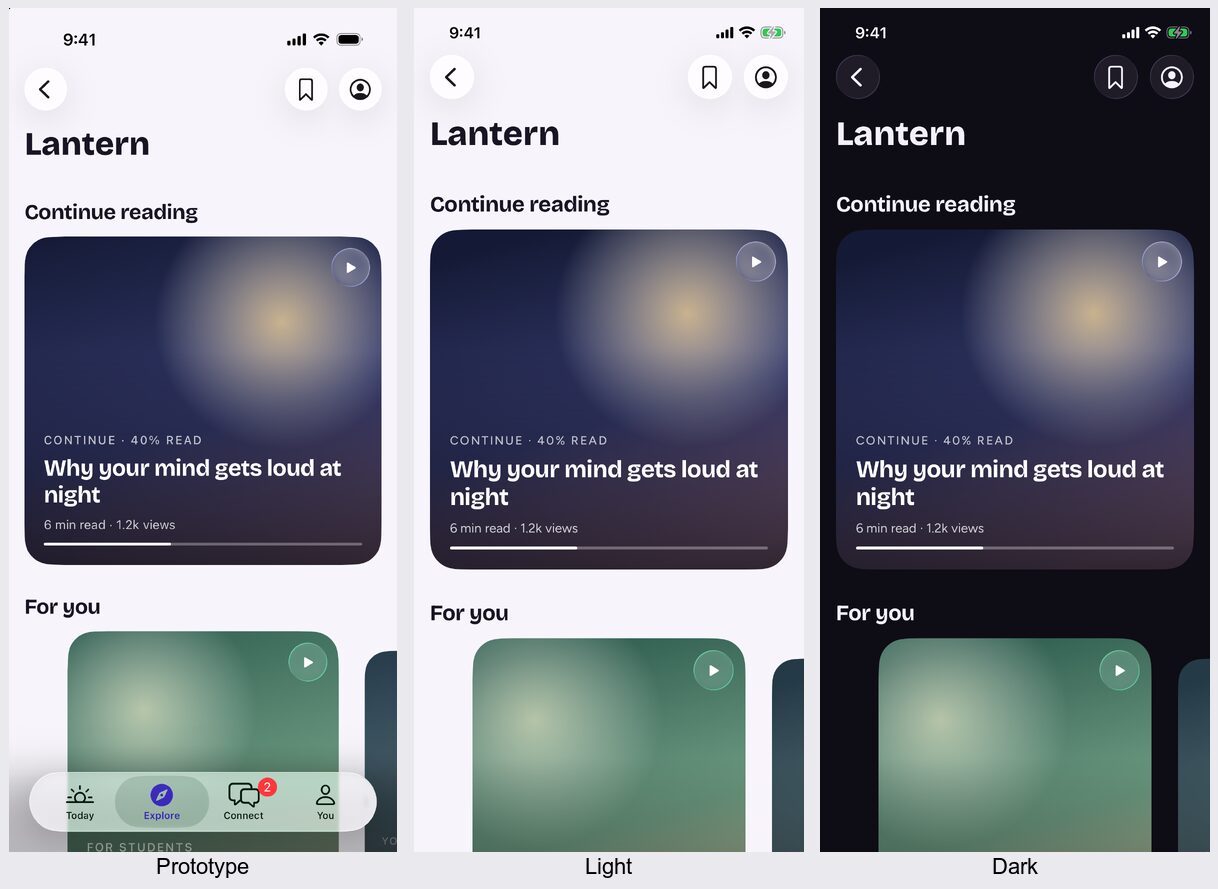 9:41
Lantern
Continue reading
CONTINUE · 40% READ
Why your mind gets loud at
night
6 min read · 1.2k views
For you
2
Today
Explore
Connect
You
FOR STUDENTS
YO
Prototype
9:41
Lantern
Continue reading
CONTINUE · 40% READ
Why your mind gets loud at
night
6 min read · 1.2k views
For you
Light
9:41
Lantern
Continue reading
CONTINUE · 40% READ
Why your mind gets loud at
night
6 min read · 1.2k views
For you
Dark